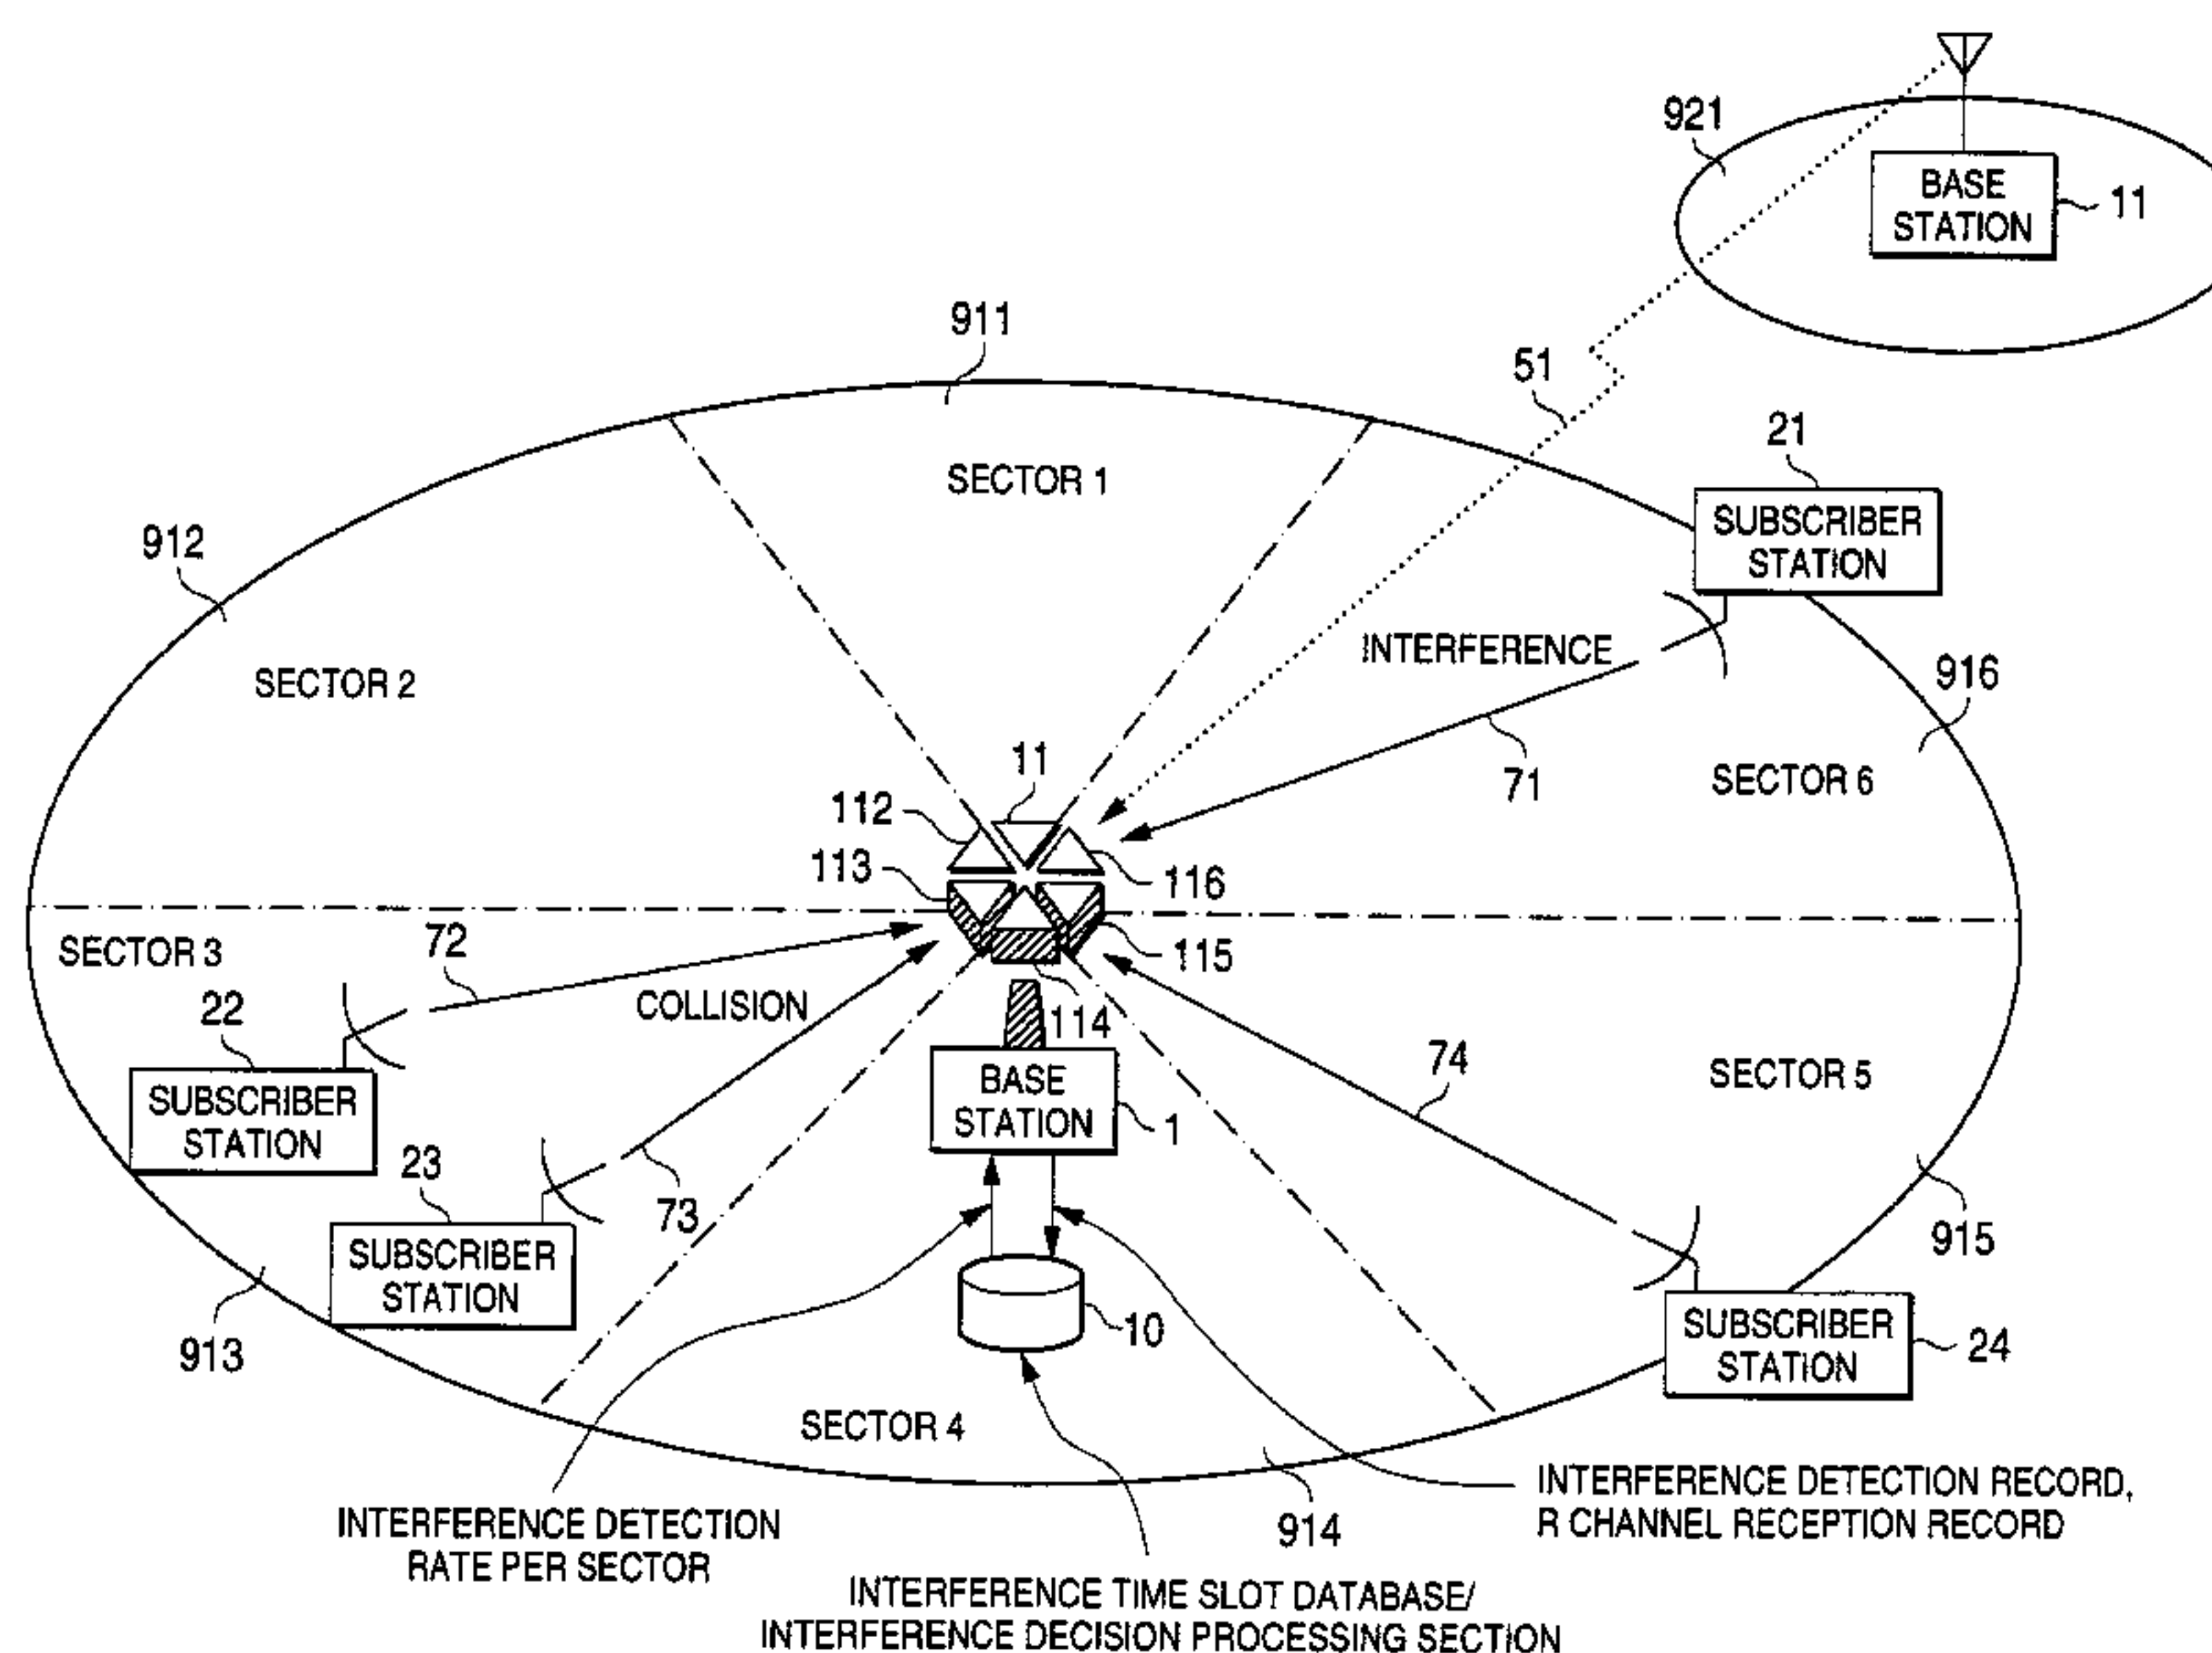 921
BASE
STATION
11
911
51
21
SECTOR 1
SUBSCRIBER
STATION
912
INTERFERENCE
916
SECTOR 2
71
SECTOR 6
11
112
113
116
SECTOR 3
72
115
22
COLLISION
114
74
SECTOR 5
SUBSCRIBER
STATION
BASE
STATION
1
23
73
915
SUBSCRIBER
STATION
913
10
SUBSCRIBER
STATION
24
SECTOR 4
INTERFERENCE DETECTION
RATE PER SECTOR
914
INTERFERENCE DETECTION RECORD,
R CHANNEL RECEPTION RECORD
INTERFERENCE TIME SLOT DATABASE/
INTERFERENCE DECISION PROCESSING SECTION